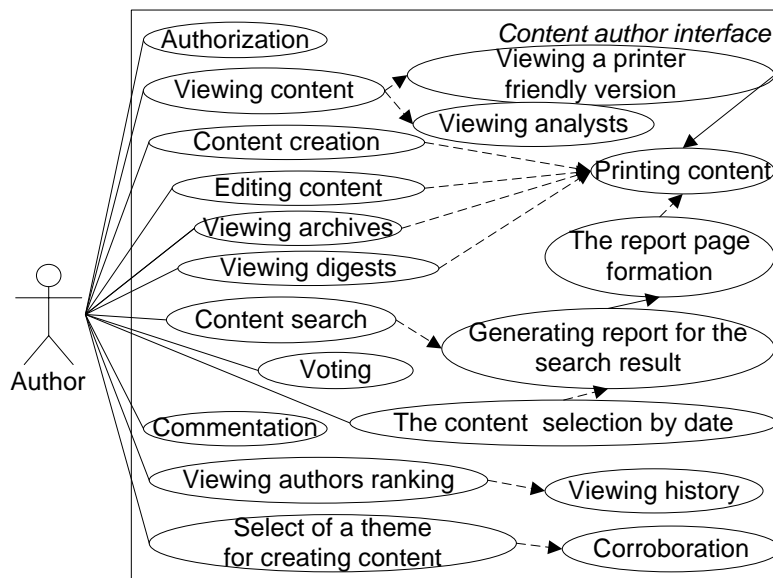 Content author interface
Authorization
Viewing a printer
friendly version
Viewing content
Viewing analysts
Content creation
Printing content
Editing content
Viewing archives
The report page
formation
Viewing digests
Content search
Generating report for the
search result
Voting
Author
The content selection by date
Commentation
Viewing authors ranking
Viewing history
Select of a theme
for creating content
Corroboration